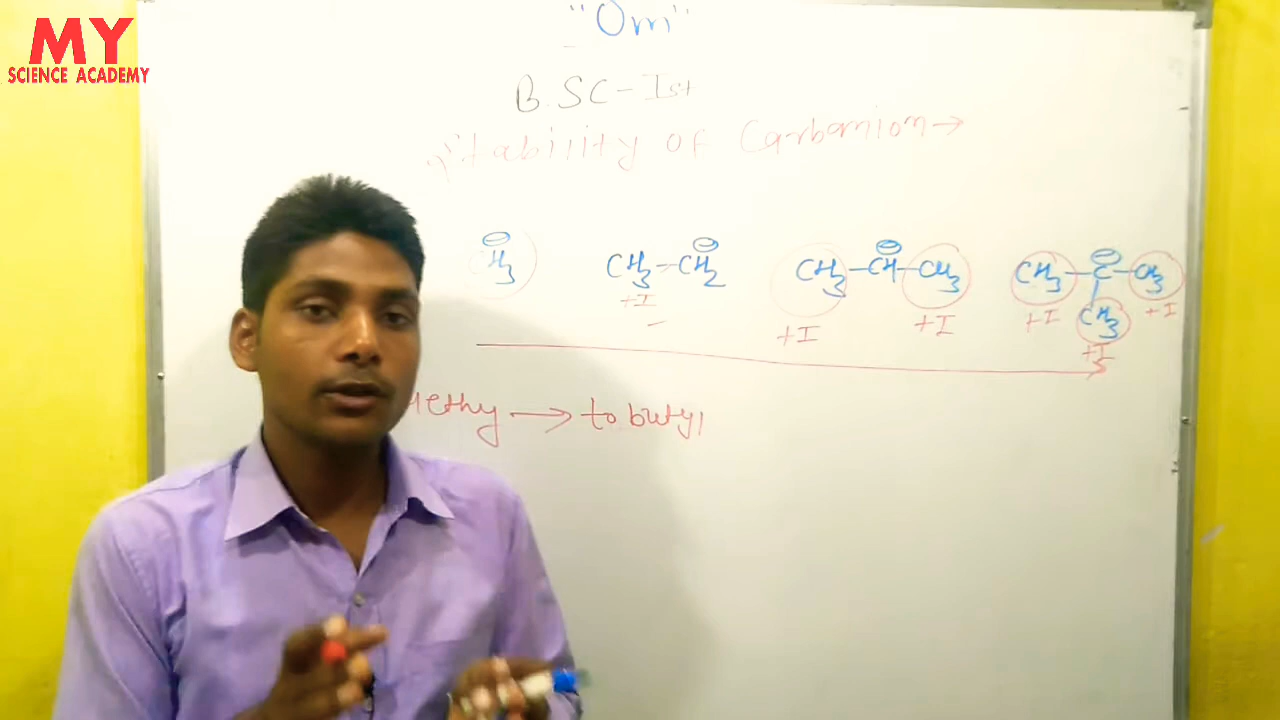 MY
SCIENCE ACADEMY
"Om"
B.SC-Ist
Stability of Carbanion→
⊖ ⊖ ⊖ ⊖
CH3 CH3-CH2 CH3-CH-CH3 CH3-C-CH3
+I +I +I +I CH3 +I
+I
Methy → to butyl